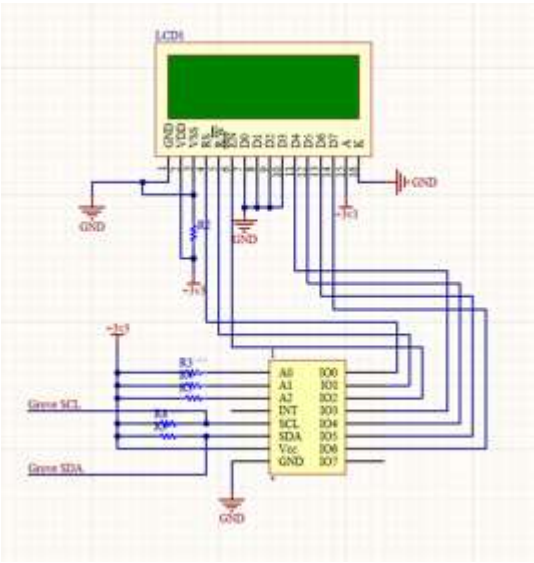 LCD1
GND
VDD
VSS
RS
EN
D0
D1
D2
D3
D4
D5
D6
D7
A
K
GND
GND
GND
+3v3
R2
+3v3
+3v3
R3
A0 IO0
A1 IO1
A2 IO2
INT IO3
Grove SCL
SCL IO4
SDA IO5
Vcc IO6
GND IO7
Grove SDA
GND